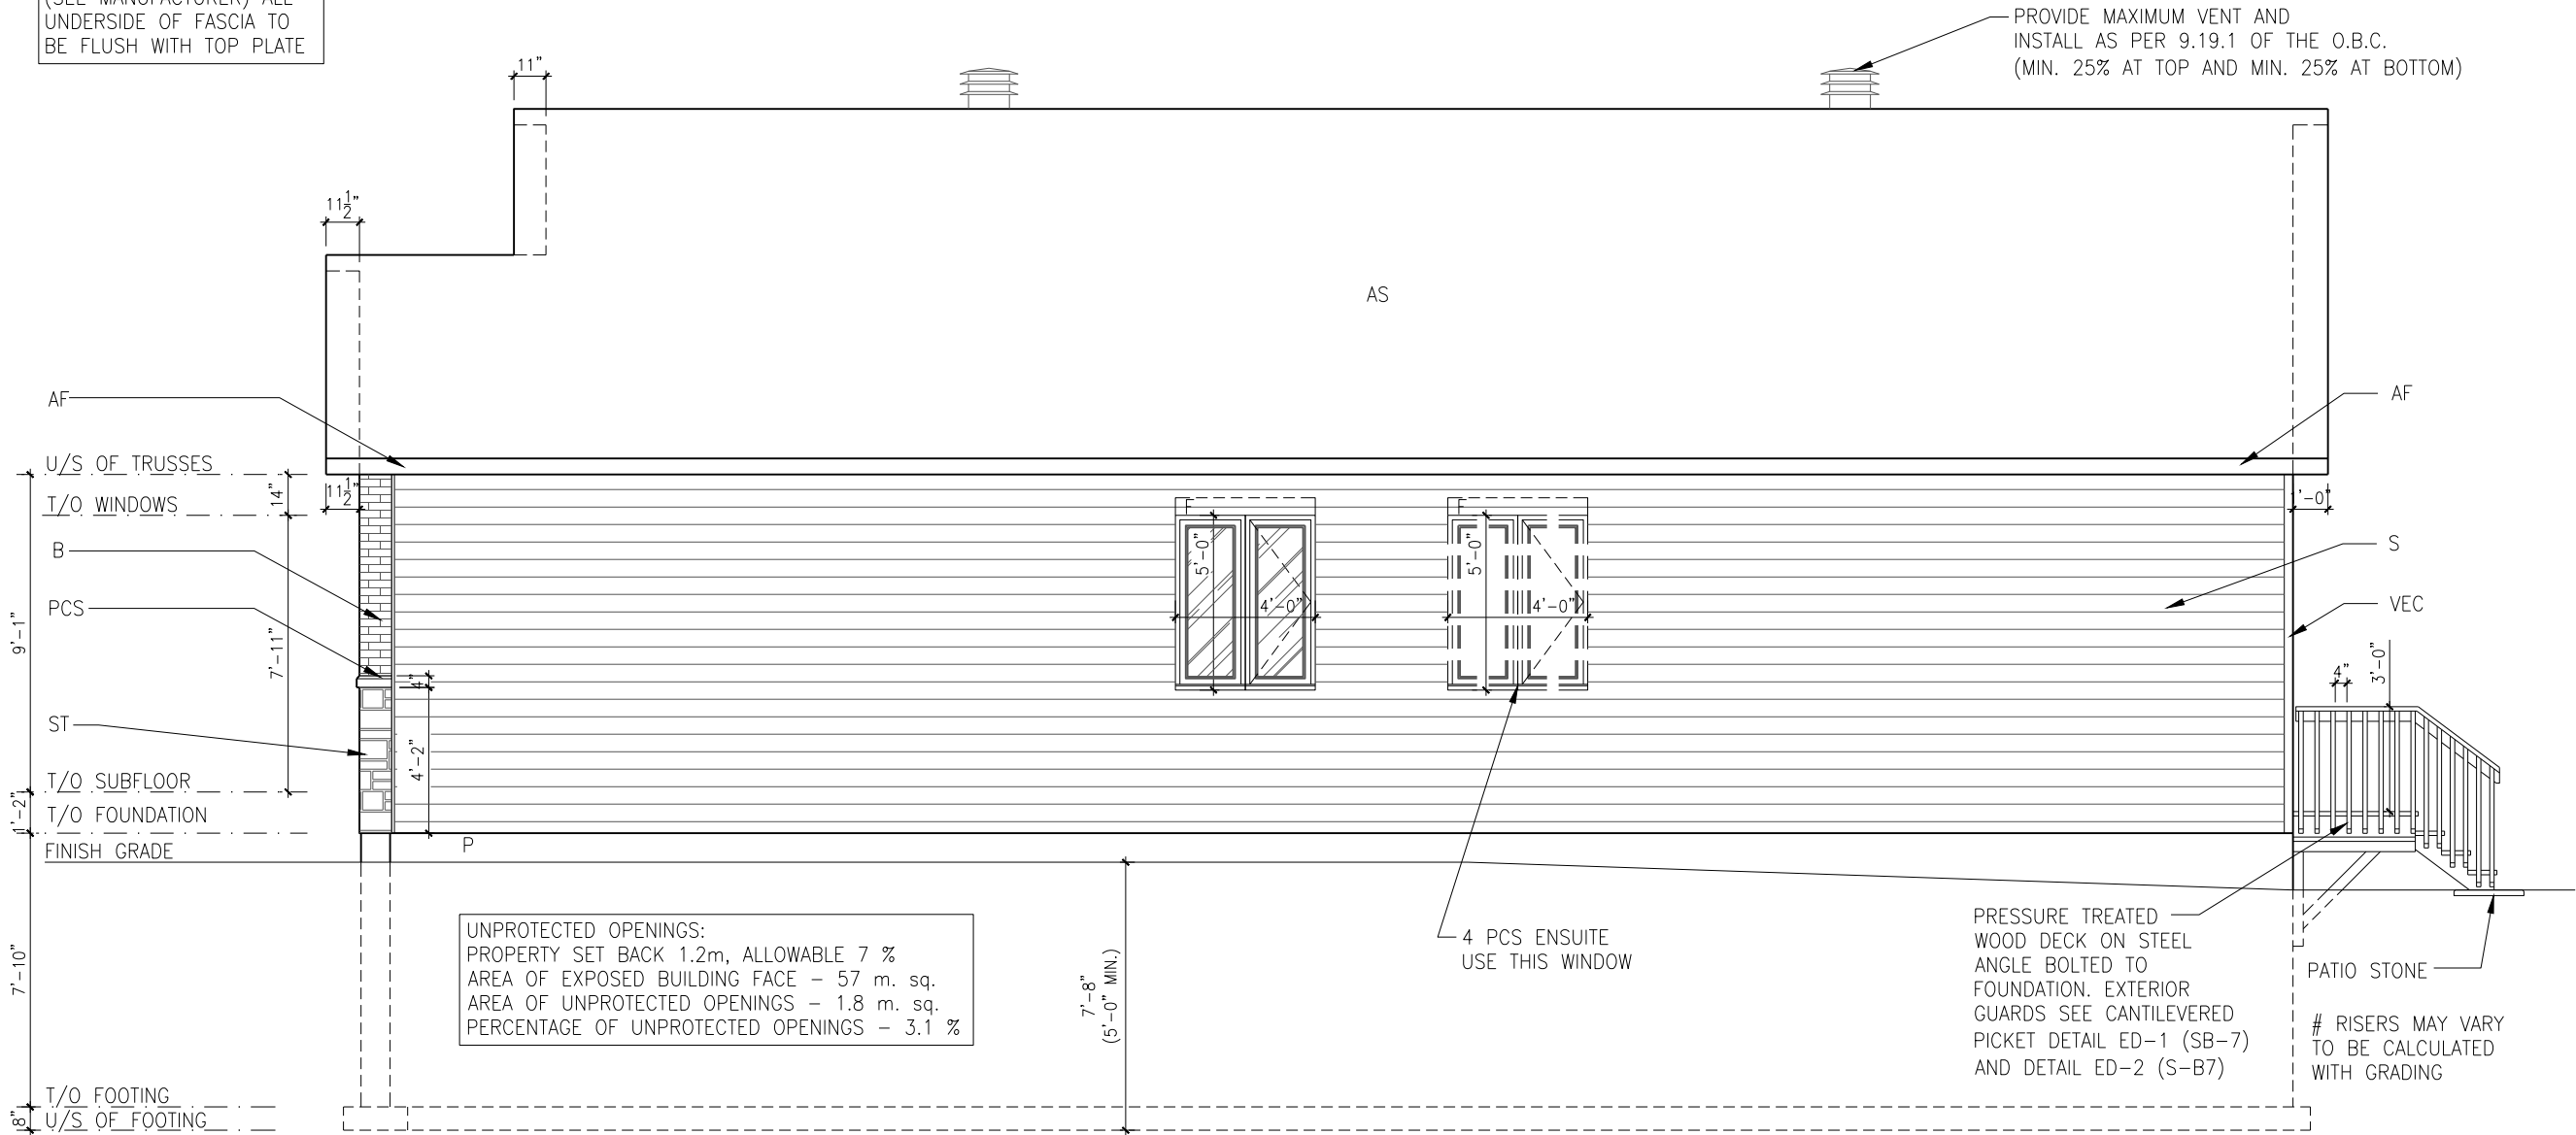 (SEE MANUFACTURER) ALL
UNDERSIDE OF FASCIA TO
BE FLUSH WITH TOP PLATE
PROVIDE MAXIMUM VENT AND
INSTALL AS PER 9.19.1 OF THE O.B.C.
(MIN. 25% AT TOP AND MIN. 25% AT BOTTOM)
11"
11 1/2"
AS
AF
AF
U/S OF TRUSSES
14"
11 1/2"
T/O WINDOWS
1'-0"
F
F
B
S
5'-0"
5'-0"
4'-0"
4'-0"
PCS
VEC
9'-1"
7'-11"
4"
4"
3'-0"
ST
4'-2"
T/O SUBFLOOR
1'-2"
T/O FOUNDATION
P
FINISH GRADE
UNPROTECTED OPENINGS:
PROPERTY SET BACK 1.2m, ALLOWABLE 7 %
AREA OF EXPOSED BUILDING FACE - 57 m. sq.
AREA OF UNPROTECTED OPENINGS - 1.8 m. sq.
PERCENTAGE OF UNPROTECTED OPENINGS - 3.1 %
7'-10"
7'-8"
(5'-0" MIN.)
4 PCS ENSUITE
USE THIS WINDOW
PRESSURE TREATED
WOOD DECK ON STEEL
ANGLE BOLTED TO
FOUNDATION. EXTERIOR
GUARDS SEE CANTILEVERED
PICKET DETAIL ED-1 (SB-7)
AND DETAIL ED-2 (S-B7)
PATIO STONE
# RISERS MAY VARY
TO BE CALCULATED
WITH GRADING
T/O FOOTING
8"
U/S OF FOOTING